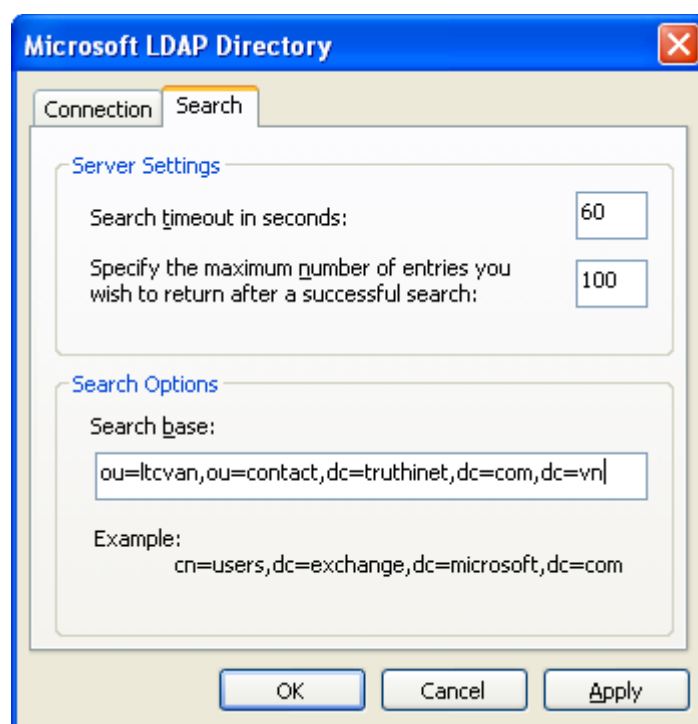 Microsoft LDAP Directory
Connection
Search
Server Settings
Search timeout in seconds:
60
Specify the maximum number of entries you
wish to return after a successful search:
100
Search Options
Search base:
ou=ltcvan,ou=contact,dc=truthinet,dc=com,dc=vn
Example:
cn=users,dc=exchange,dc=microsoft,dc=com
OK
Cancel
Apply